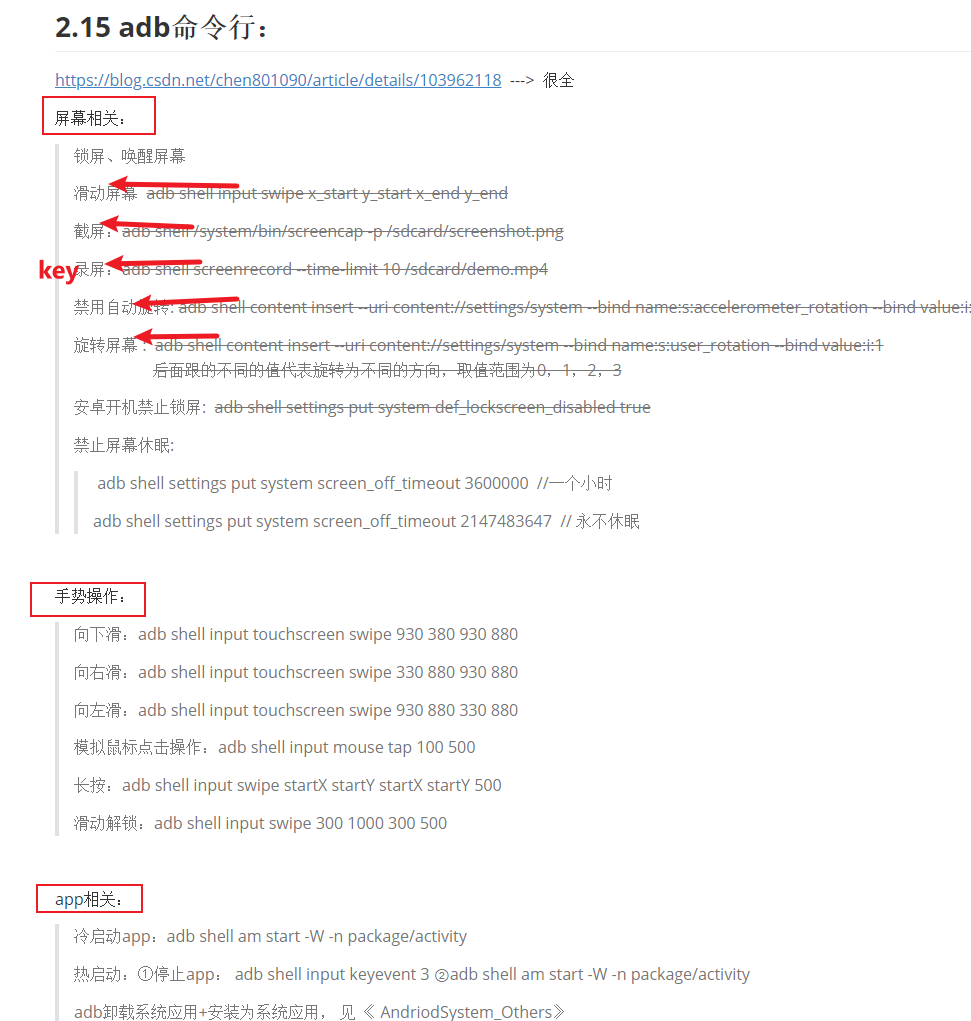 2.15 adb命令行：
https://blog.csdn.net/chen801090/article/details/103962118 ---> 很全
屏幕相关：
锁屏、唤醒屏幕
滑动屏幕 adb shell input swipe x_start y_start x_end y_end
截屏：adb shell /system/bin/screencap -p /sdcard/screenshot.png
key
录屏：adb shell screenrecord --time-limit 10 /sdcard/demo.mp4
禁用自动旋转: adb shell content insert --uri content://settings/system --bind name:s:accelerometer_rotation --bind value:i:
旋转屏幕：adb shell content insert --uri content://settings/system --bind name:s:user_rotation --bind value:i:1
后面跟的不同的值代表旋转为不同的方向，取值范围为0，1，2，3
安卓开机禁止锁屏：adb shell settings put system def_lockscreen_disabled true
禁止屏幕休眠:
adb shell settings put system screen_off_timeout 3600000 //一个小时
adb shell settings put system screen_off_timeout 2147483647 // 永不休眠
手势操作：
向下滑：adb shell input touchscreen swipe 930 380 930 880
向右滑：adb shell input touchscreen swipe 330 880 930 880
向左滑：adb shell input touchscreen swipe 930 880 330 880
模拟鼠标点击操作：adb shell input mouse tap 100 500
长按：adb shell input swipe startX startY startX startY 500
滑动解锁：adb shell input swipe 300 1000 300 500
app相关：
冷启动app：adb shell am start -W -n package/activity
热启动：①停止app： adb shell input keyevent 3 ②adb shell am start -W -n package/activity
adb卸载系统应用+安装为系统应用， 见《 AndriodSystem_Others》